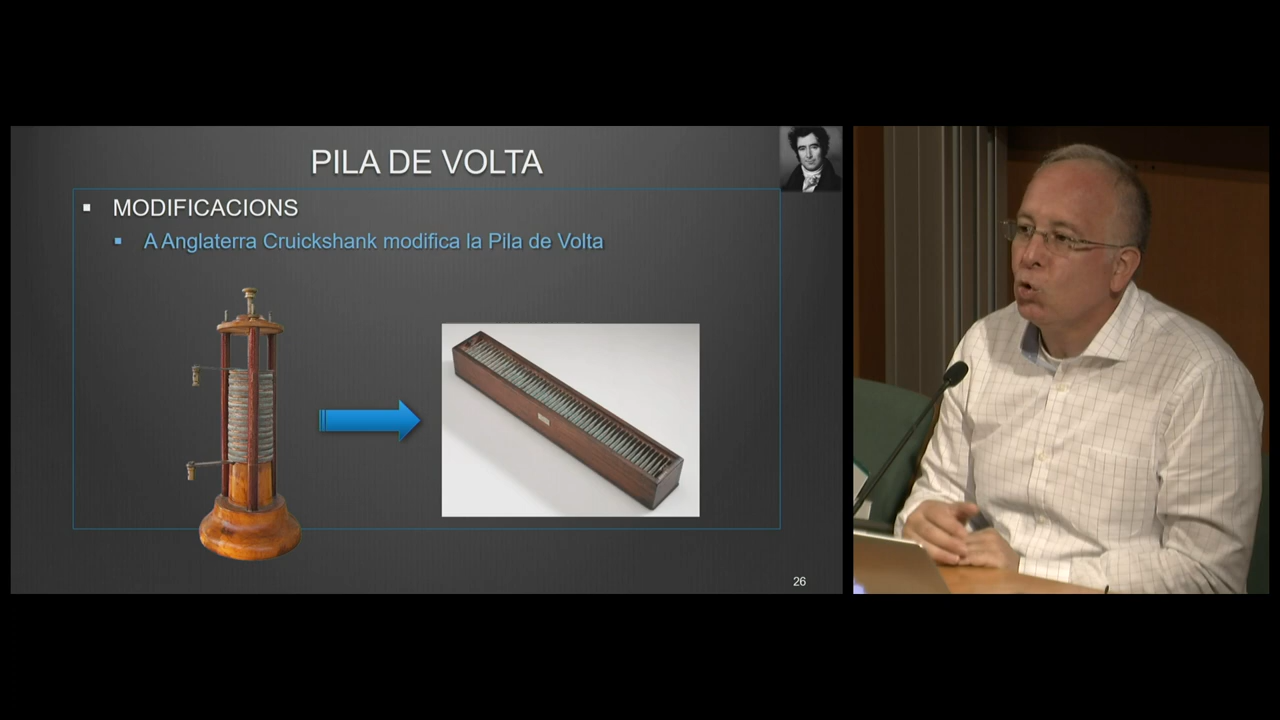 PILA DE VOLTA
▪ MODIFICACIONS
▪ A Anglaterra Cruickshank modifica la Pila de Volta
26